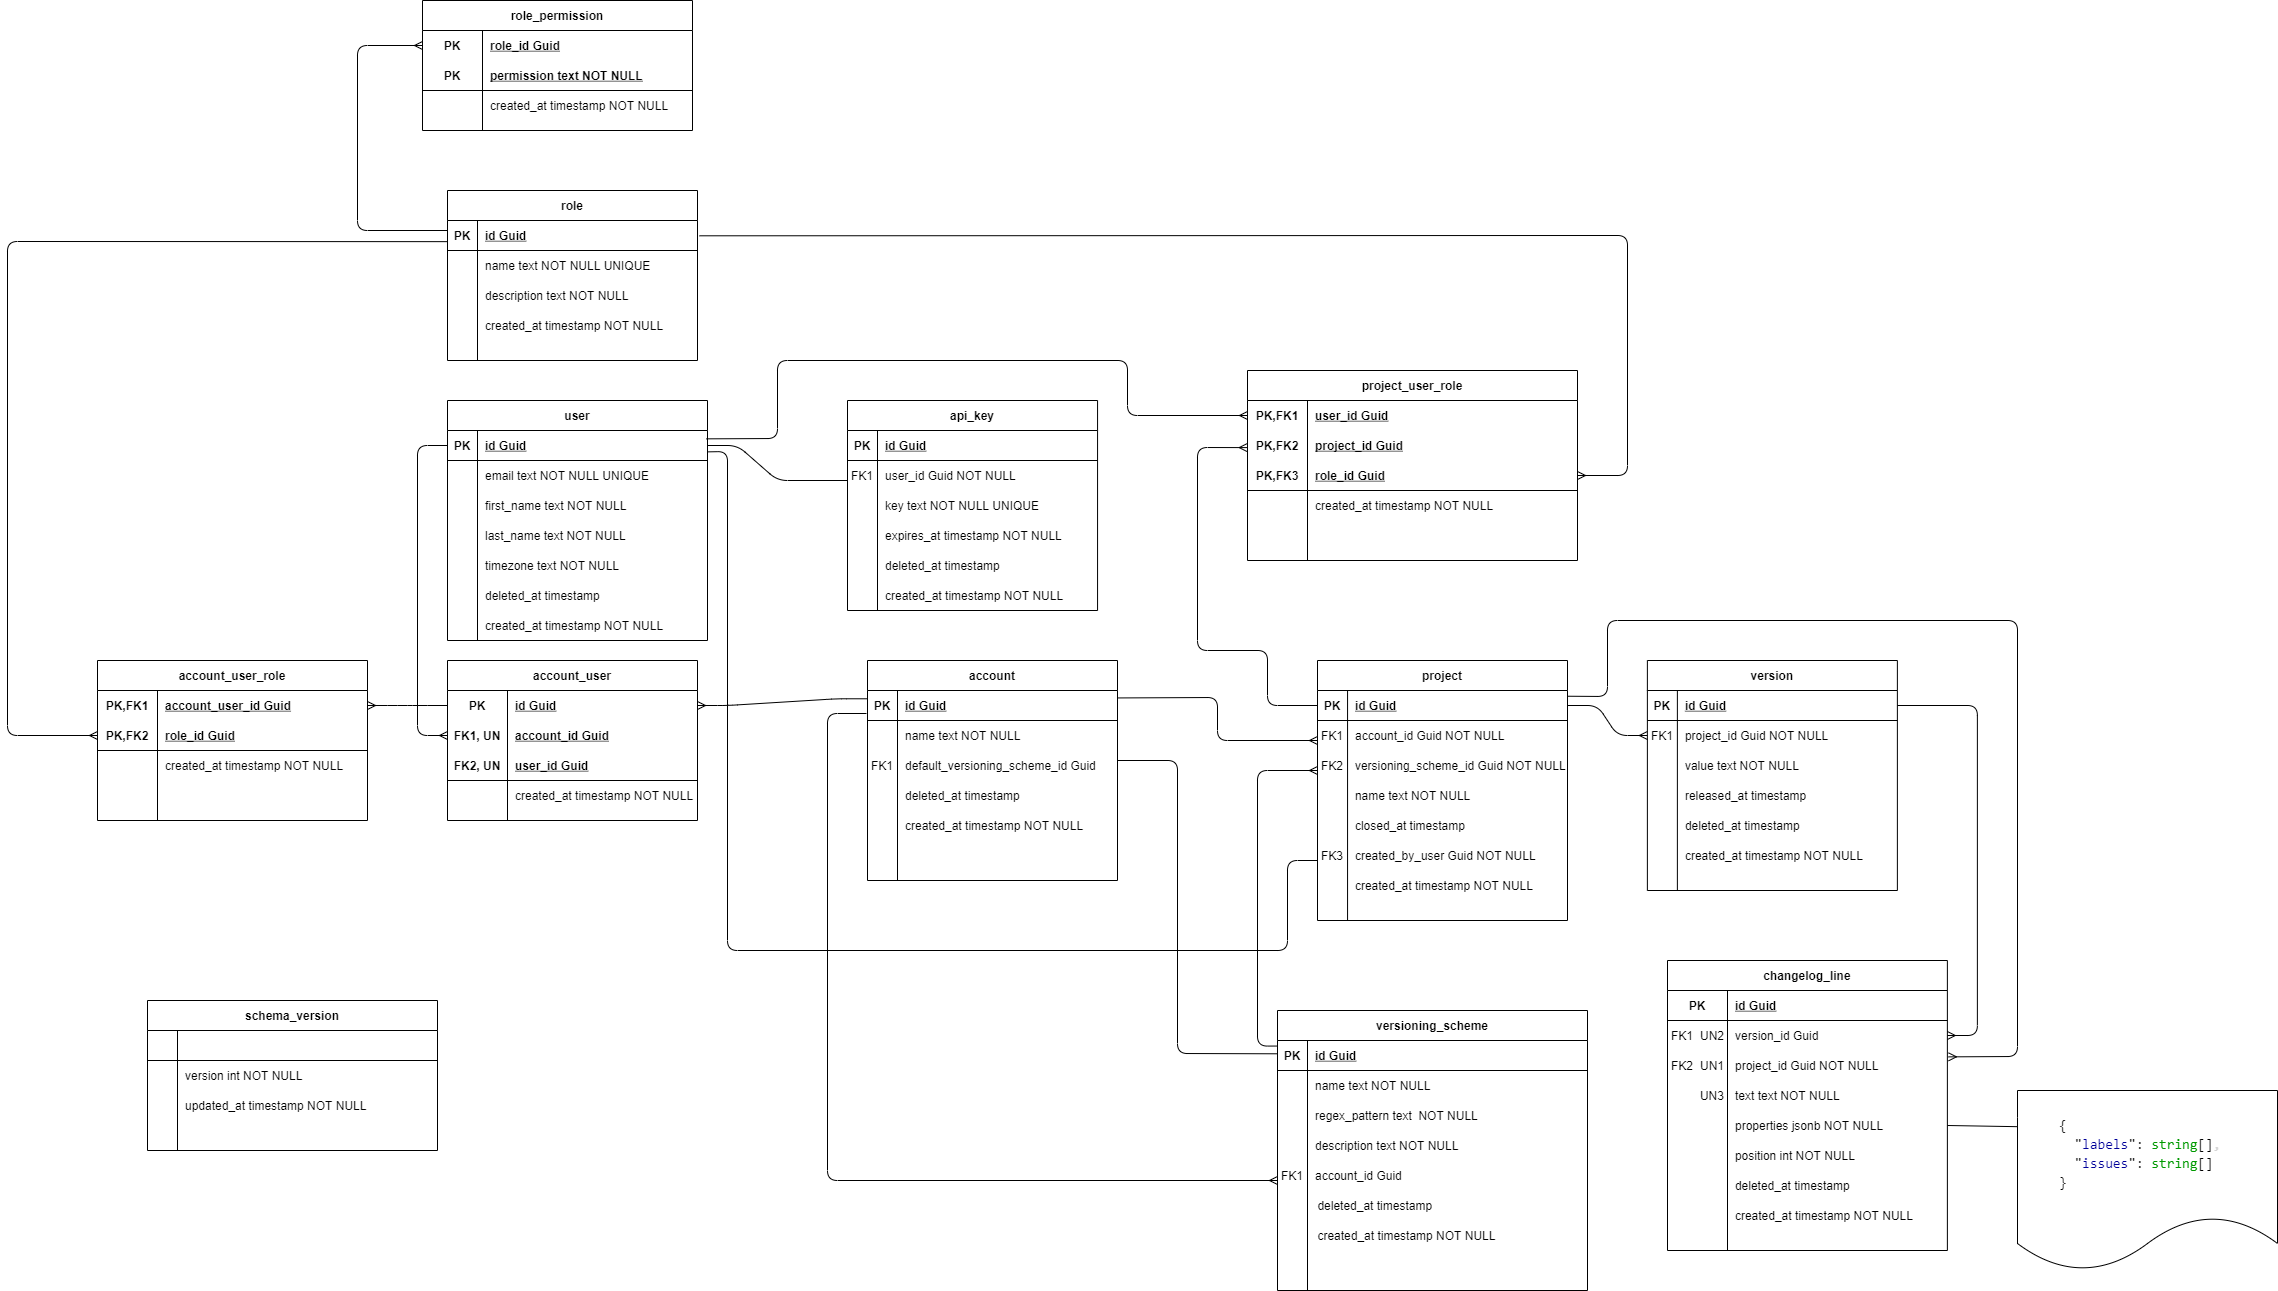 role_permission
PK role_id Guid
PK permission text NOT NULL
created_at timestamp NOT NULL
role
PK id Guid
name text NOT NULL UNIQUE
description text NOT NULL
created_at timestamp NOT NULL
user
PK id Guid
email text NOT NULL UNIQUE
first_name text NOT NULL
last_name text NOT NULL
timezone text NOT NULL
deleted_at timestamp
created_at timestamp NOT NULL
api_key
PK id Guid
FK1 user_id Guid NOT NULL
key text NOT NULL UNIQUE
expires_at timestamp NOT NULL
deleted_at timestamp
created_at timestamp NOT NULL
project_user_role
PK,FK1 user_id Guid
PK,FK2 project_id Guid
PK,FK3 role_id Guid
created_at timestamp NOT NULL
account_user_role
PK,FK1 account_user_id Guid
PK,FK2 role_id Guid
created_at timestamp NOT NULL
account_user
PK id Guid
FK1, UN account_id Guid
FK2, UN user_id Guid
created_at timestamp NOT NULL
account
PK id Guid
name text NOT NULL
FK1 default_versioning_scheme_id Guid
deleted_at timestamp
created_at timestamp NOT NULL
project
PK id Guid
FK1 account_id Guid NOT NULL
FK2 versioning_scheme_id Guid NOT NULL
name text NOT NULL
closed_at timestamp
FK3 created_by_user Guid NOT NULL
created_at timestamp NOT NULL
version
PK id Guid
FK1 project_id Guid NOT NULL
value text NOT NULL
released_at timestamp
deleted_at timestamp
created_at timestamp NOT NULL
schema_version
version int NOT NULL
updated_at timestamp NOT NULL
versioning_scheme
PK id Guid
name text NOT NULL
regex_pattern text NOT NULL
description text NOT NULL
FK1 account_id Guid
deleted_at timestamp
created_at timestamp NOT NULL
changelog_line
PK id Guid
FK1 UN2 version_id Guid
FK2 UN1 project_id Guid NOT NULL
UN3 text text NOT NULL
properties jsonb NOT NULL
position int NOT NULL
deleted_at timestamp
created_at timestamp NOT NULL
{
"labels": string[],
"issues": string[]
}